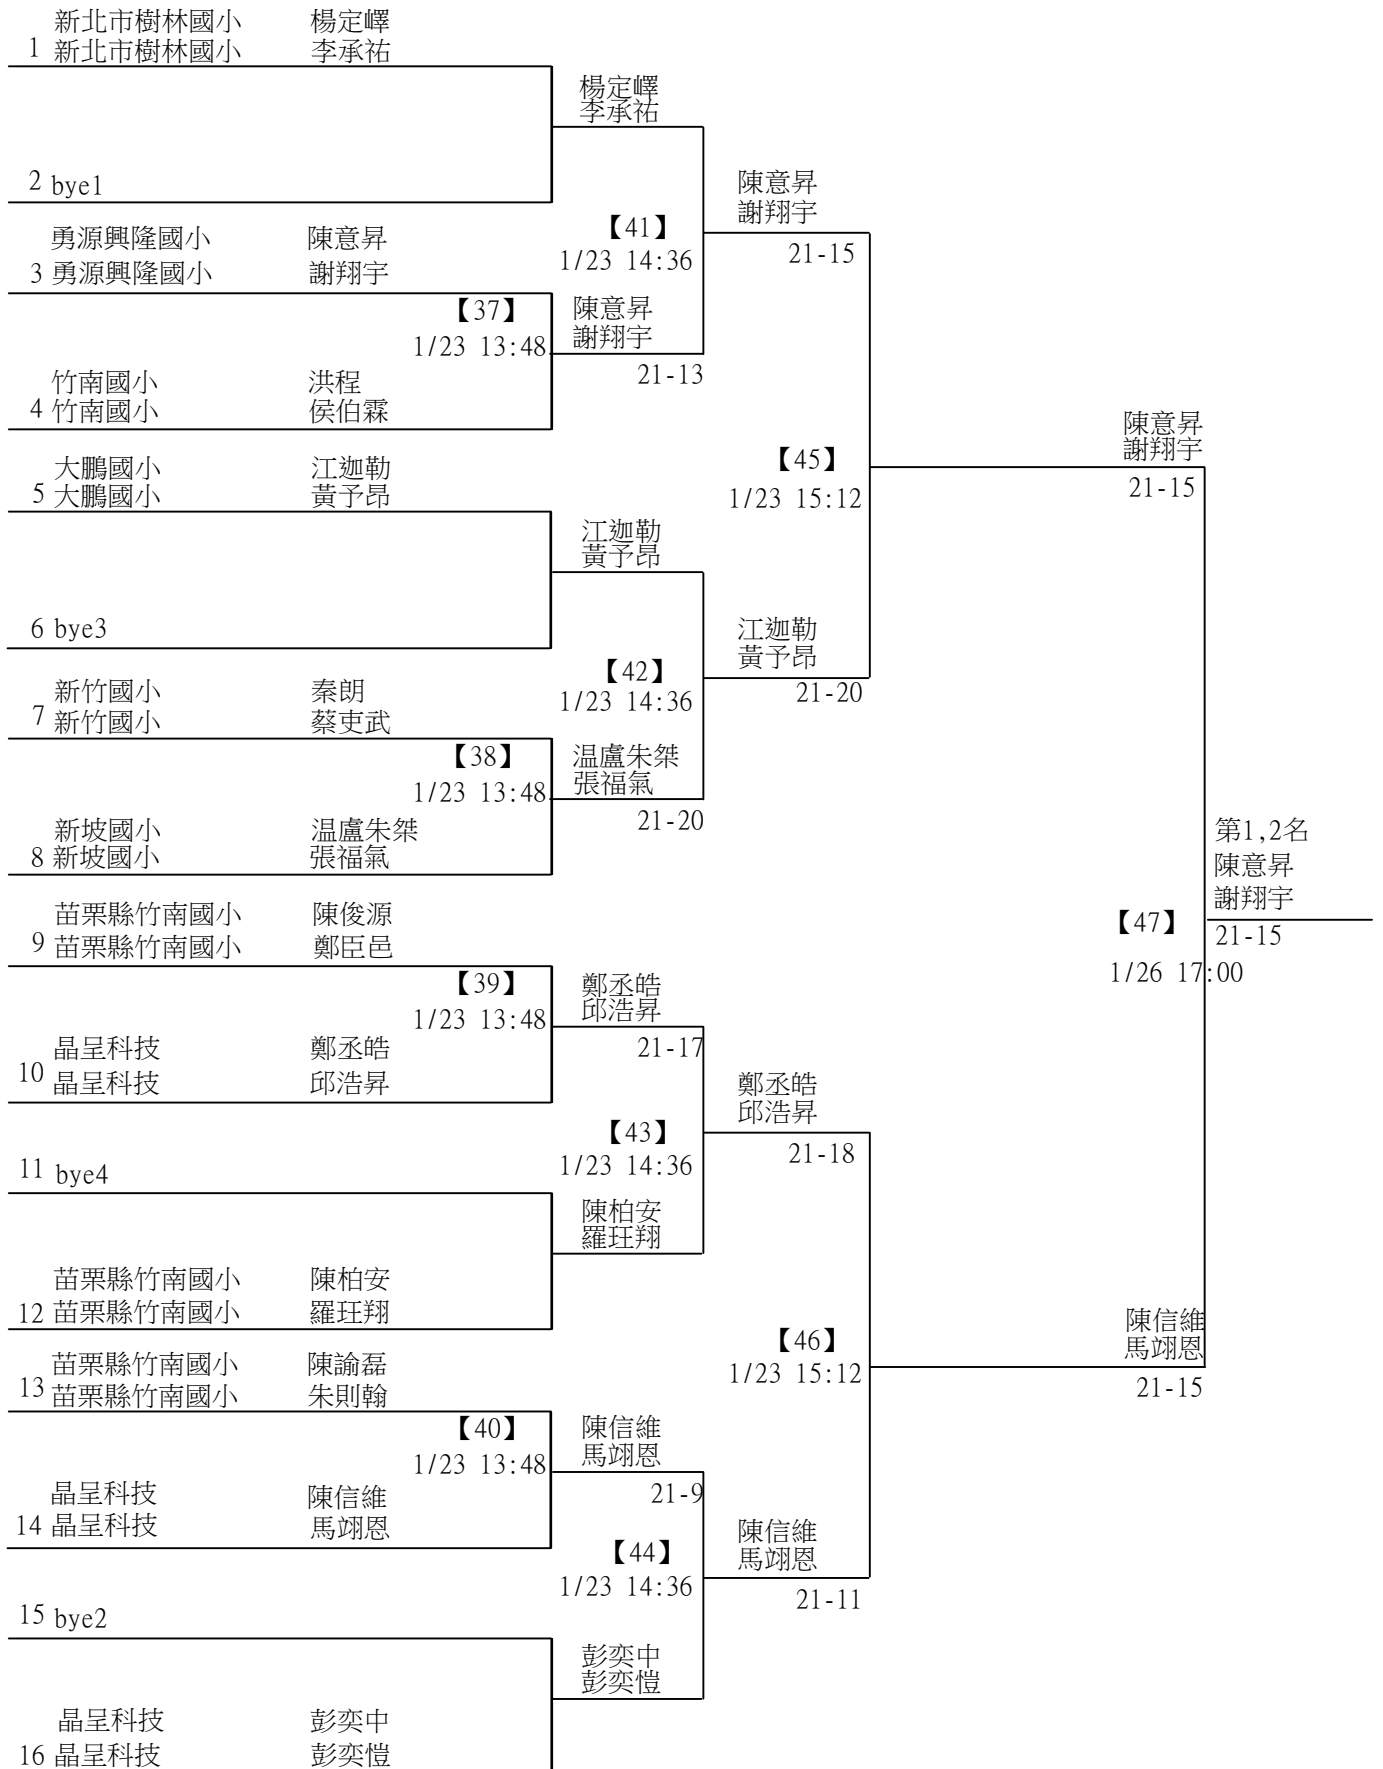 新北市樹林國小 楊定嶧
1 新北市樹林國小 李承祐
楊定嶧
李承祐
2 bye1
陳意昇
謝翔宇
【41】
21-15
1/23 14:36
勇源興隆國小 陳意昇
3 勇源興隆國小 謝翔宇
【37】
1/23 13:48
陳意昇
謝翔宇
21-13
竹南國小 洪程
4 竹南國小 侯伯霖
陳意昇
謝翔宇
21-15
【45】
1/23 15:12
大鵬國小 江迦勒
5 大鵬國小 黃予昂
江迦勒
黃予昂
6 bye3
江迦勒
黃予昂
21-20
【42】
1/23 14:36
新竹國小 秦朗
7 新竹國小 蔡吏武
【38】
1/23 13:48
温盧朱桀
張福氣
21-20
新坡國小 温盧朱桀
8 新坡國小 張福氣
第1,2名
陳意昇
謝翔宇
21-15
【47】
1/26 17:00
苗栗縣竹南國小 陳俊源
9 苗栗縣竹南國小 鄭臣邑
【39】
1/23 13:48
鄭丞皓
邱浩昇
21-17
晶呈科技 鄭丞皓
10 晶呈科技 邱浩昇
鄭丞皓
邱浩昇
21-18
【43】
1/23 14:36
11 bye4
陳柏安
羅玨翔
苗栗縣竹南國小 陳柏安
12 苗栗縣竹南國小 羅玨翔
【46】
1/23 15:12
陳信維
馬翊恩
21-15
苗栗縣竹南國小 陳諭磊
13 苗栗縣竹南國小 朱則翰
【40】
1/23 13:48
陳信維
馬翊恩
21-9
晶呈科技 陳信維
14 晶呈科技 馬翊恩
陳信維
馬翊恩
21-11
【44】
1/23 14:36
15 bye2
彭奕中
彭奕愷
晶呈科技 彭奕中
16 晶呈科技 彭奕愷